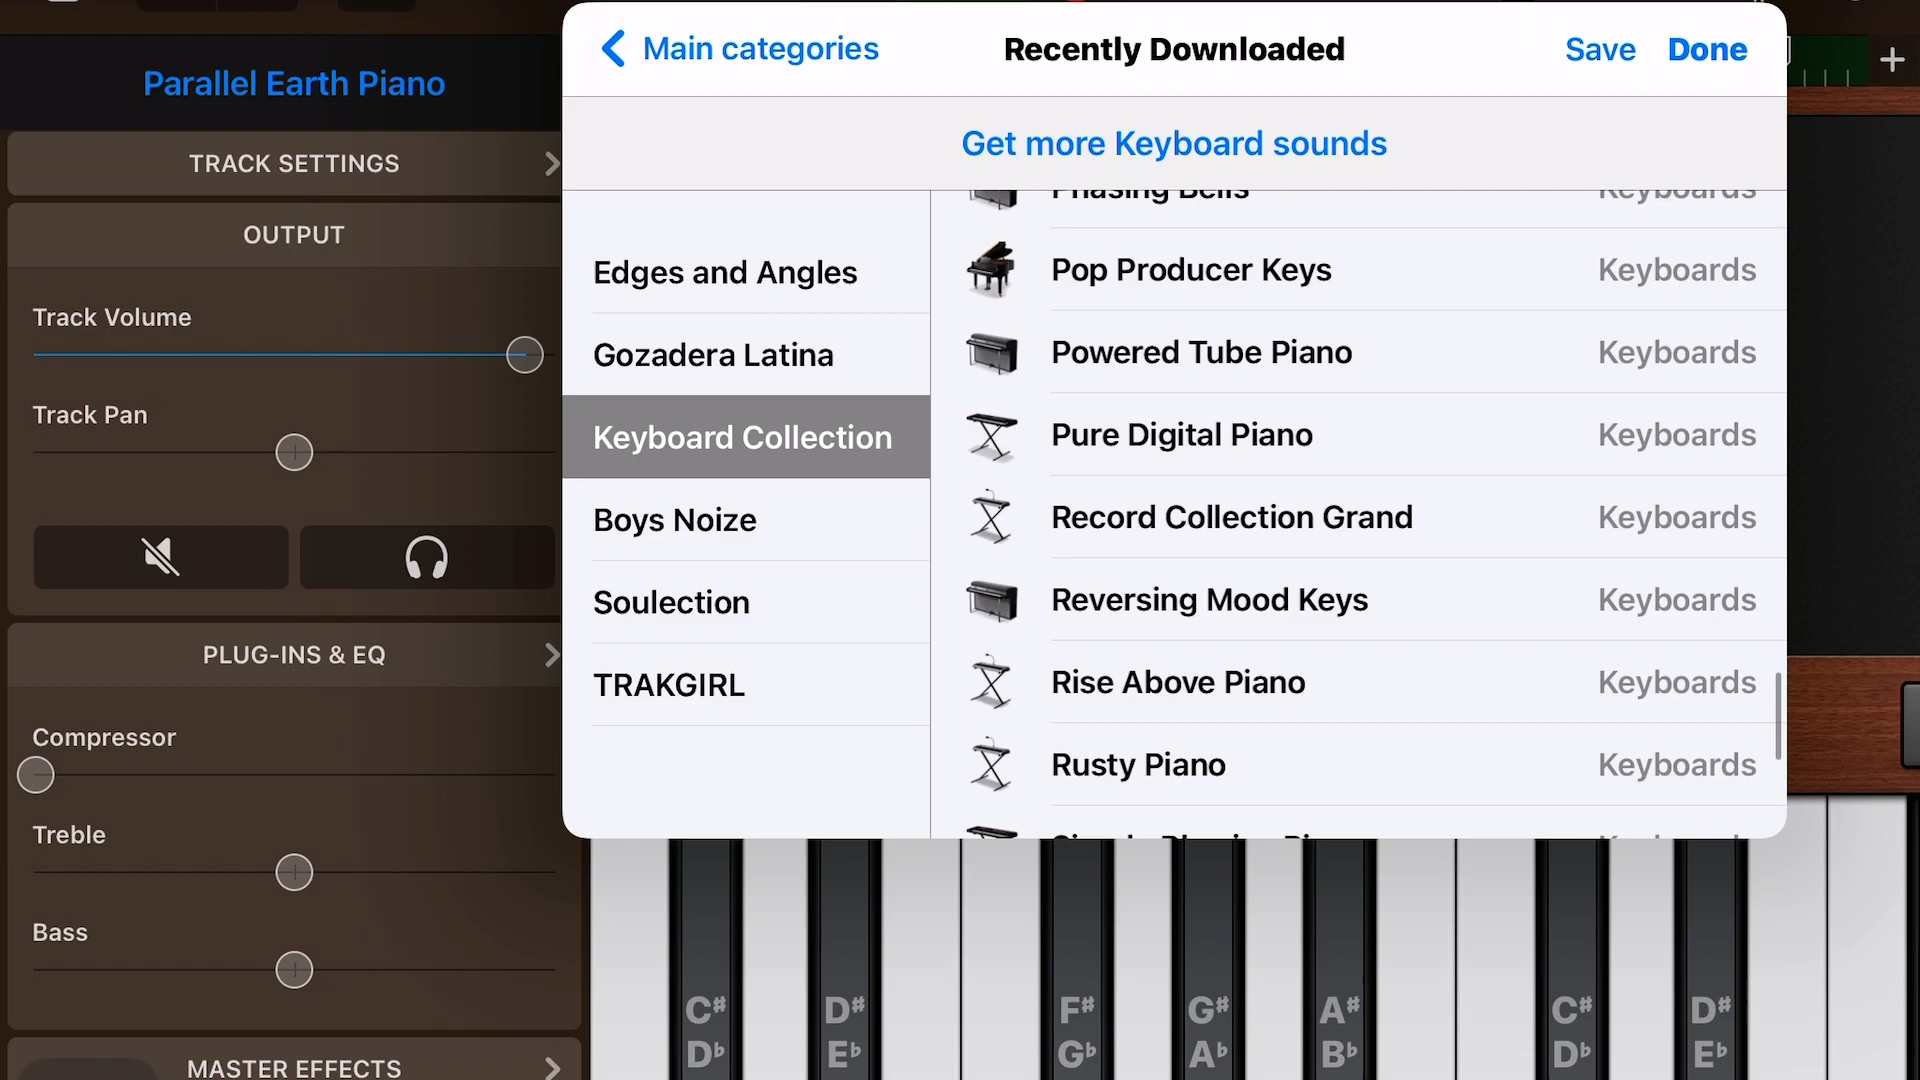 Parallel Earth Piano
TRACK SETTINGS
OUTPUT
Track Volume
Track Pan
PLUG-INS & EQ
Compressor
Treble
Bass
MASTER EFFECTS
Main categories
Recently Downloaded
Save
Done
Get more Keyboard sounds
Edges and Angles
Gozadera Latina
Keyboard Collection
Boys Noize
Soulection
TRAKGIRL
Phasing Bells Keyboards
Pop Producer Keys Keyboards
Powered Tube Piano Keyboards
Pure Digital Piano Keyboards
Record Collection Grand Keyboards
Reversing Mood Keys Keyboards
Rise Above Piano Keyboards
Rusty Piano Keyboards
C# D# F# G# A# C# D#
D♭ E♭ G♭ A♭ B♭ D♭ E♭